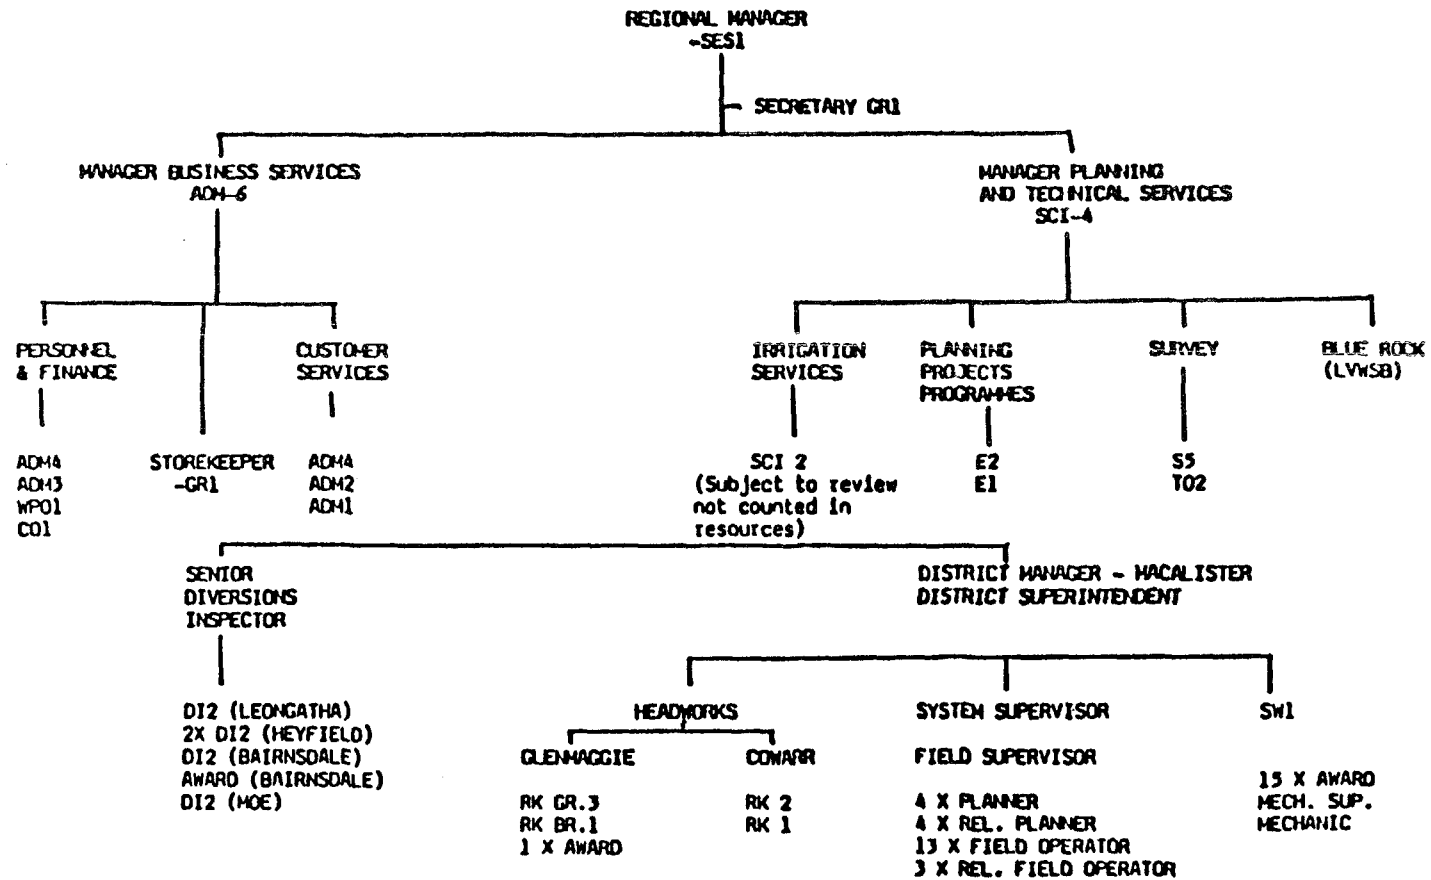 REGIONAL MANAGER
-SES1
SECRETARY GR1
MANAGER BUSINESS SERVICES
ADM-6
MANAGER PLANNING
AND TECHNICAL SERVICES
SCI-4
PERSONNEL
& FINANCE
ADM4
ADM3
WPO1
CO1
STOREKEEPER
-GR1
CUSTOMER
SERVICES
ADM4
ADM2
ADM1
IRRIGATION
SERVICES
SCI 2
(Subject to review
not counted in
resources)
PLANNING
PROJECTS
PROGRAMMES
E2
E1
SURVEY
S5
TO2
BLUE ROCK
(LVWSB)
SENIOR
DIVERSIONS
INSPECTOR
DI2 (LEONGATHA)
2X DI2 (HEYFIELD)
DI2 (BAIRNSDALE)
AWARD (BAIRNSDALE)
DI2 (MOE)
DISTRICT MANAGER - MACALISTER
DISTRICT SUPERINTENDENT
HEADWORKS
GLENMAGGIE
RK GR.3
RK BR.1
1 X AWARD
COWARR
RK 2
RK 1
SYSTEM SUPERVISOR
FIELD SUPERVISOR
4 X PLANNER
4 X REL. PLANNER
13 X FIELD OPERATOR
3 X REL. FIELD OPERATOR
SW1
15 X AWARD
MECH. SUP.
MECHANIC